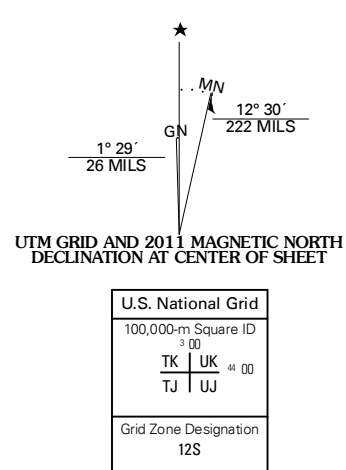 ★
MN
GN
12° 30´
222 MILS
1° 29´
26 MILS
UTM GRID AND 2011 MAGNETIC NORTH
DECLINATION AT CENTER OF SHEET
U.S. National Grid
100,000-m Square ID
3 00
TK UK 44 00
TJ UJ
Grid Zone Designation
12S